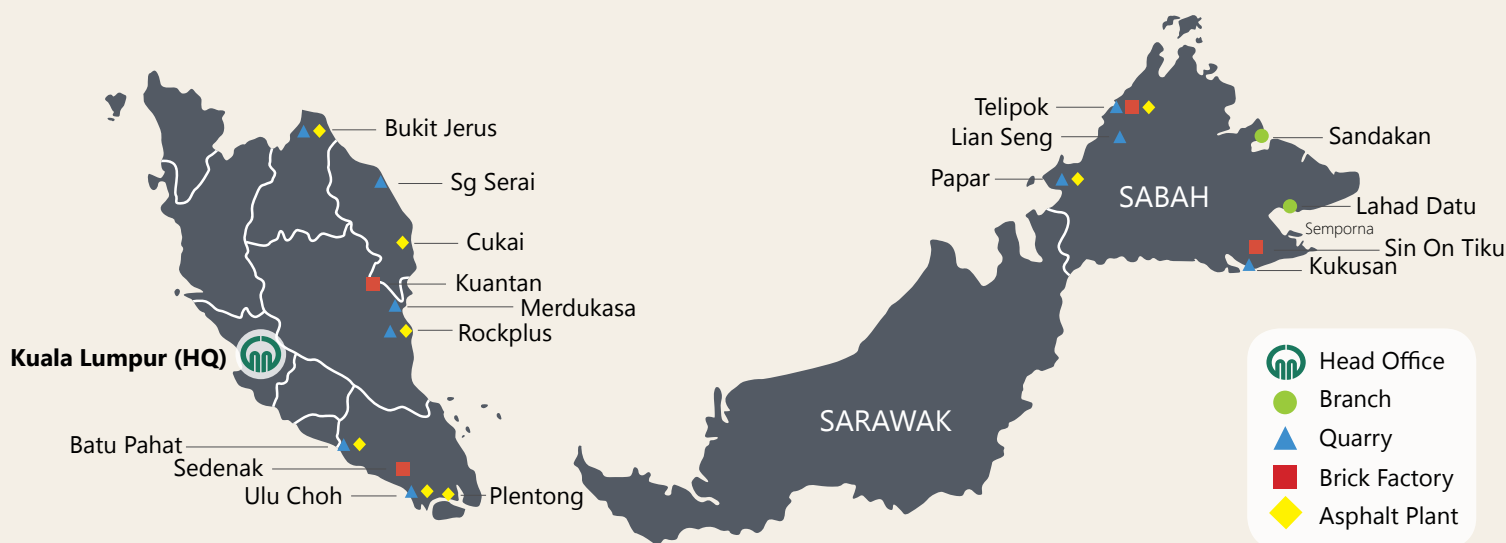 Bukit Jerus
Sg Serai
Cukai
Kuantan
Merdukasa
Rockplus
Kuala Lumpur (HQ)
Batu Pahat
Sedenak
Ulu Choh
Plentong
Telipok
Lian Seng
Papar
SABAH
Sandakan
Lahad Datu
Semporna
Sin On Tiku
Kukusan
SARAWAK
Head Office
Branch
Quarry
Brick Factory
Asphalt Plant